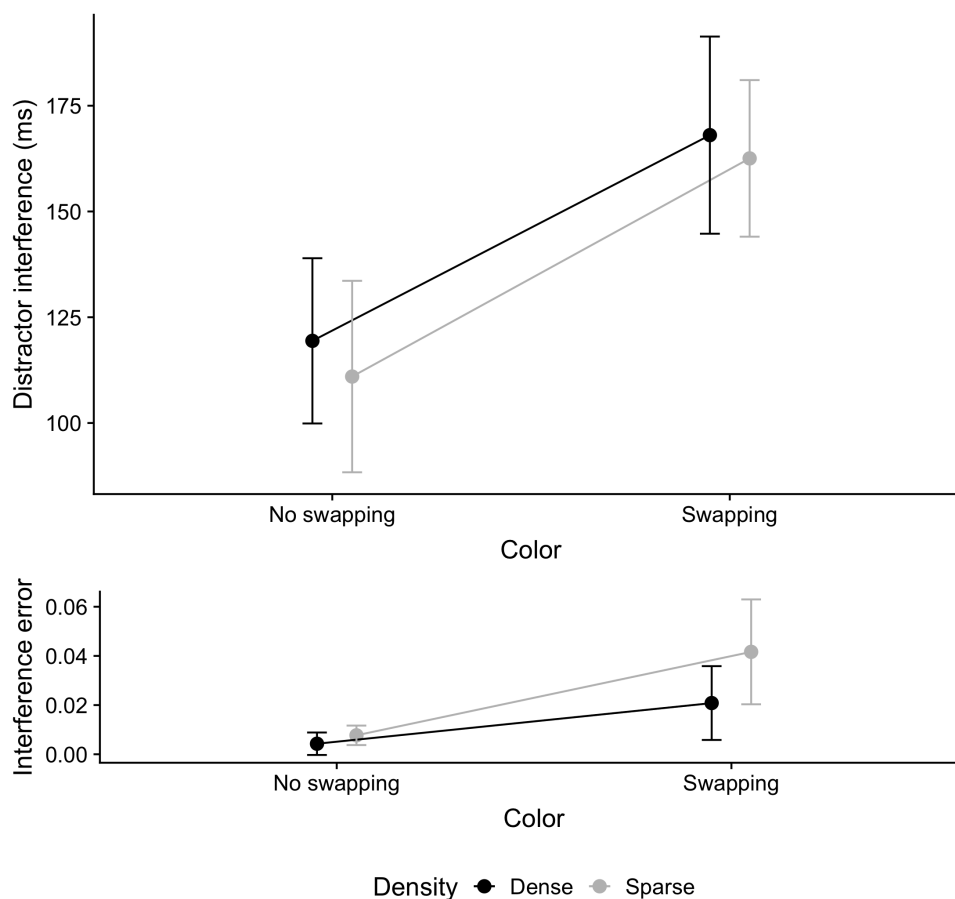 Distractor interference (ms)
175
150
125
100
No swapping Swapping
Color
Interference error
0.06
0.04
0.02
0.00
No swapping Swapping
Color
Density Dense Sparse